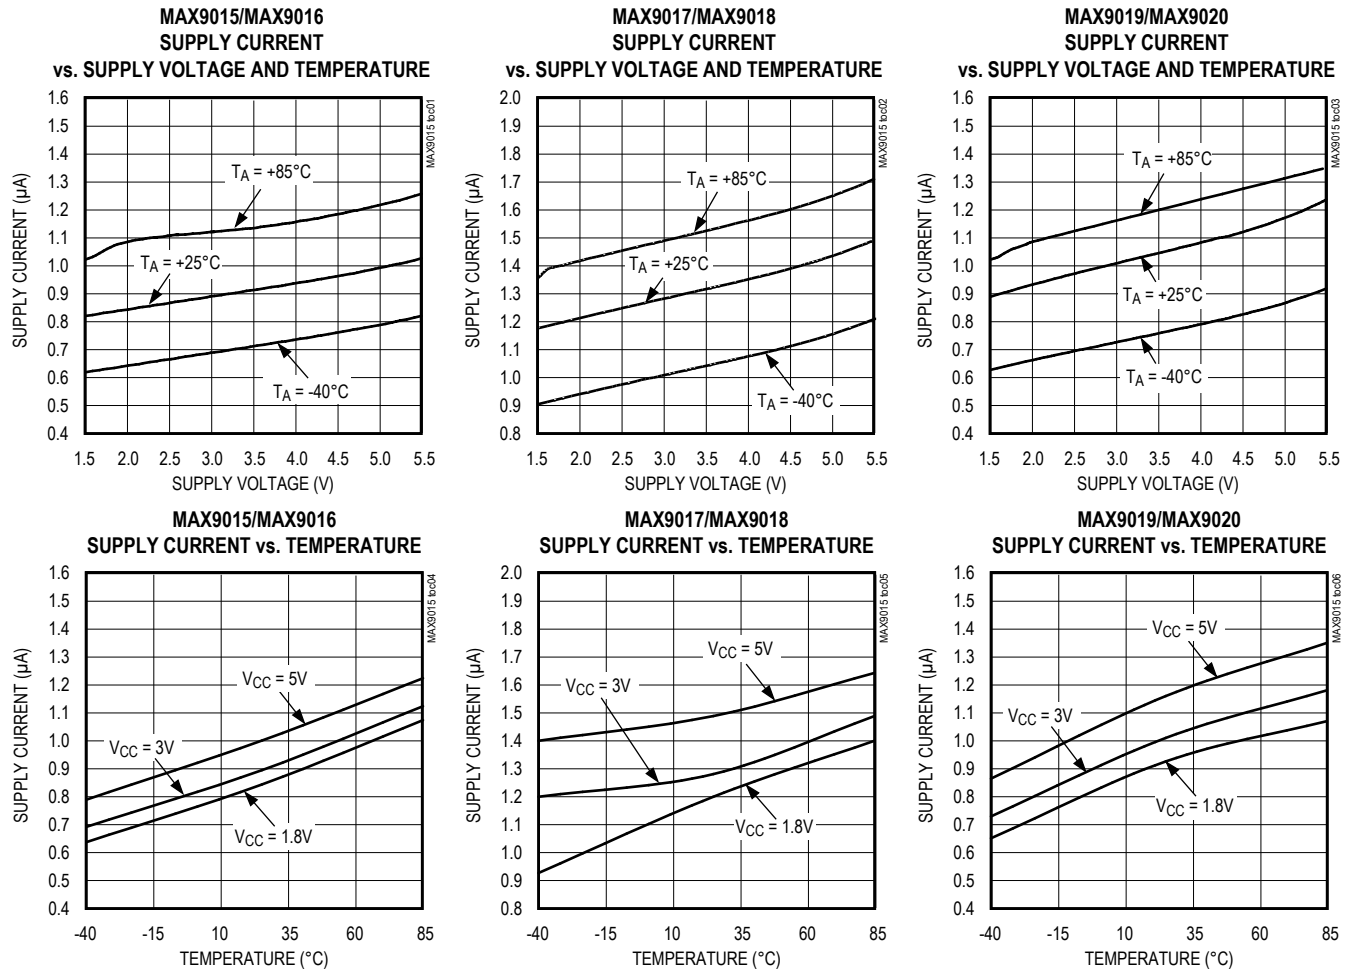 MAX9015/MAX9016
SUPPLY CURRENT
vs. SUPPLY VOLTAGE AND TEMPERATURE
MAX9015 toc01
1.6
1.5
1.4
1.3
1.2
1.1
1.0
0.9
0.8
0.7
0.6
0.5
0.4
SUPPLY CURRENT (µA)
TA = +85°C
TA = +25°C
TA = -40°C
1.5 2.0 2.5 3.0 3.5 4.0 4.5 5.0 5.5
SUPPLY VOLTAGE (V)
MAX9017/MAX9018
SUPPLY CURRENT
vs. SUPPLY VOLTAGE AND TEMPERATURE
MAX9015 toc02
2.0
1.9
1.8
1.7
1.6
1.5
1.4
1.3
1.2
1.1
1.0
0.9
0.8
SUPPLY CURRENT (µA)
TA = +85°C
TA = +25°C
TA = -40°C
1.5 2.0 2.5 3.0 3.5 4.0 4.5 5.0 5.5
SUPPLY VOLTAGE (V)
MAX9019/MAX9020
SUPPLY CURRENT
vs. SUPPLY VOLTAGE AND TEMPERATURE
MAX9015 toc03
1.6
1.5
1.4
1.3
1.2
1.1
1.0
0.9
0.8
0.7
0.6
0.5
0.4
SUPPLY CURRENT (µA)
TA = +85°C
TA = +25°C
TA = -40°C
1.5 2.0 2.5 3.0 3.5 4.0 4.5 5.0 5.5
SUPPLY VOLTAGE (V)
MAX9015/MAX9016
SUPPLY CURRENT vs. TEMPERATURE
MAX9015 toc04
1.6
1.5
1.4
1.3
1.2
1.1
1.0
0.9
0.8
0.7
0.6
0.5
0.4
SUPPLY CURRENT (µA)
VCC = 5V
VCC = 3V
VCC = 1.8V
-40 -15 10 35 60 85
TEMPERATURE (°C)
MAX9017/MAX9018
SUPPLY CURRENT vs. TEMPERATURE
MAX9015 toc05
2.0
1.9
1.8
1.7
1.6
1.5
1.4
1.3
1.2
1.1
1.0
0.9
0.8
SUPPLY CURRENT (µA)
VCC = 5V
VCC = 3V
VCC = 1.8V
-40 -15 10 35 60 85
TEMPERATURE (°C)
MAX9019/MAX9020
SUPPLY CURRENT vs. TEMPERATURE
MAX9015 toc06
1.6
1.5
1.4
1.3
1.2
1.1
1.0
0.9
0.8
0.7
0.6
0.5
0.4
SUPPLY CURRENT (µA)
VCC = 5V
VCC = 3V
VCC = 1.8V
-40 -15 10 35 60 85
TEMPERATURE (°C)